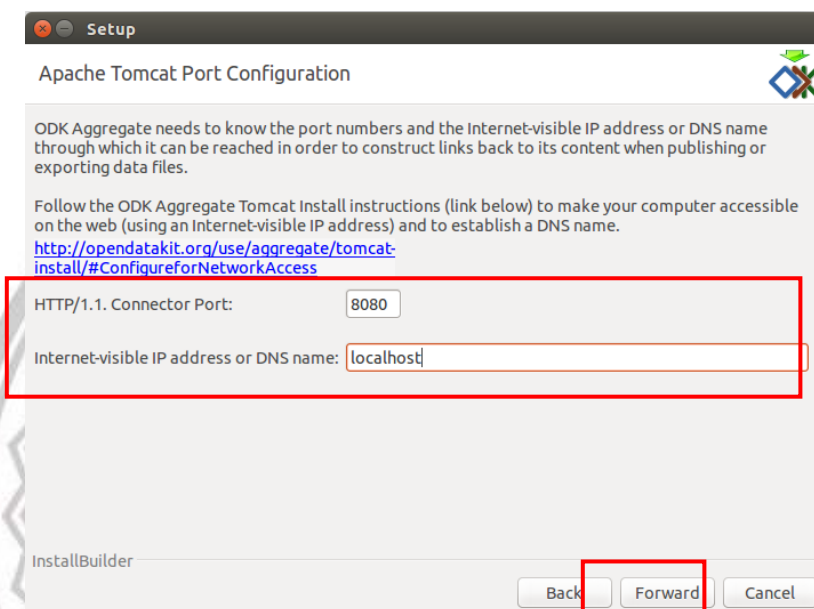 Setup
Apache Tomcat Port Configuration
ODK Aggregate needs to know the port numbers and the Internet-visible IP address or DNS name
through which it can be reached in order to construct links back to its content when publishing or
exporting data files.
Follow the ODK Aggregate Tomcat Install instructions (link below) to make your computer accessible
on the web (using an Internet-visible IP address) and to establish a DNS name.
http://opendatakit.org/use/aggregate/tomcat-
install/#ConfigureforNetworkAccess
HTTP/1.1. Connector Port: 8080
Internet-visible IP address or DNS name: localhost
InstallBuilder
Back Forward Cancel